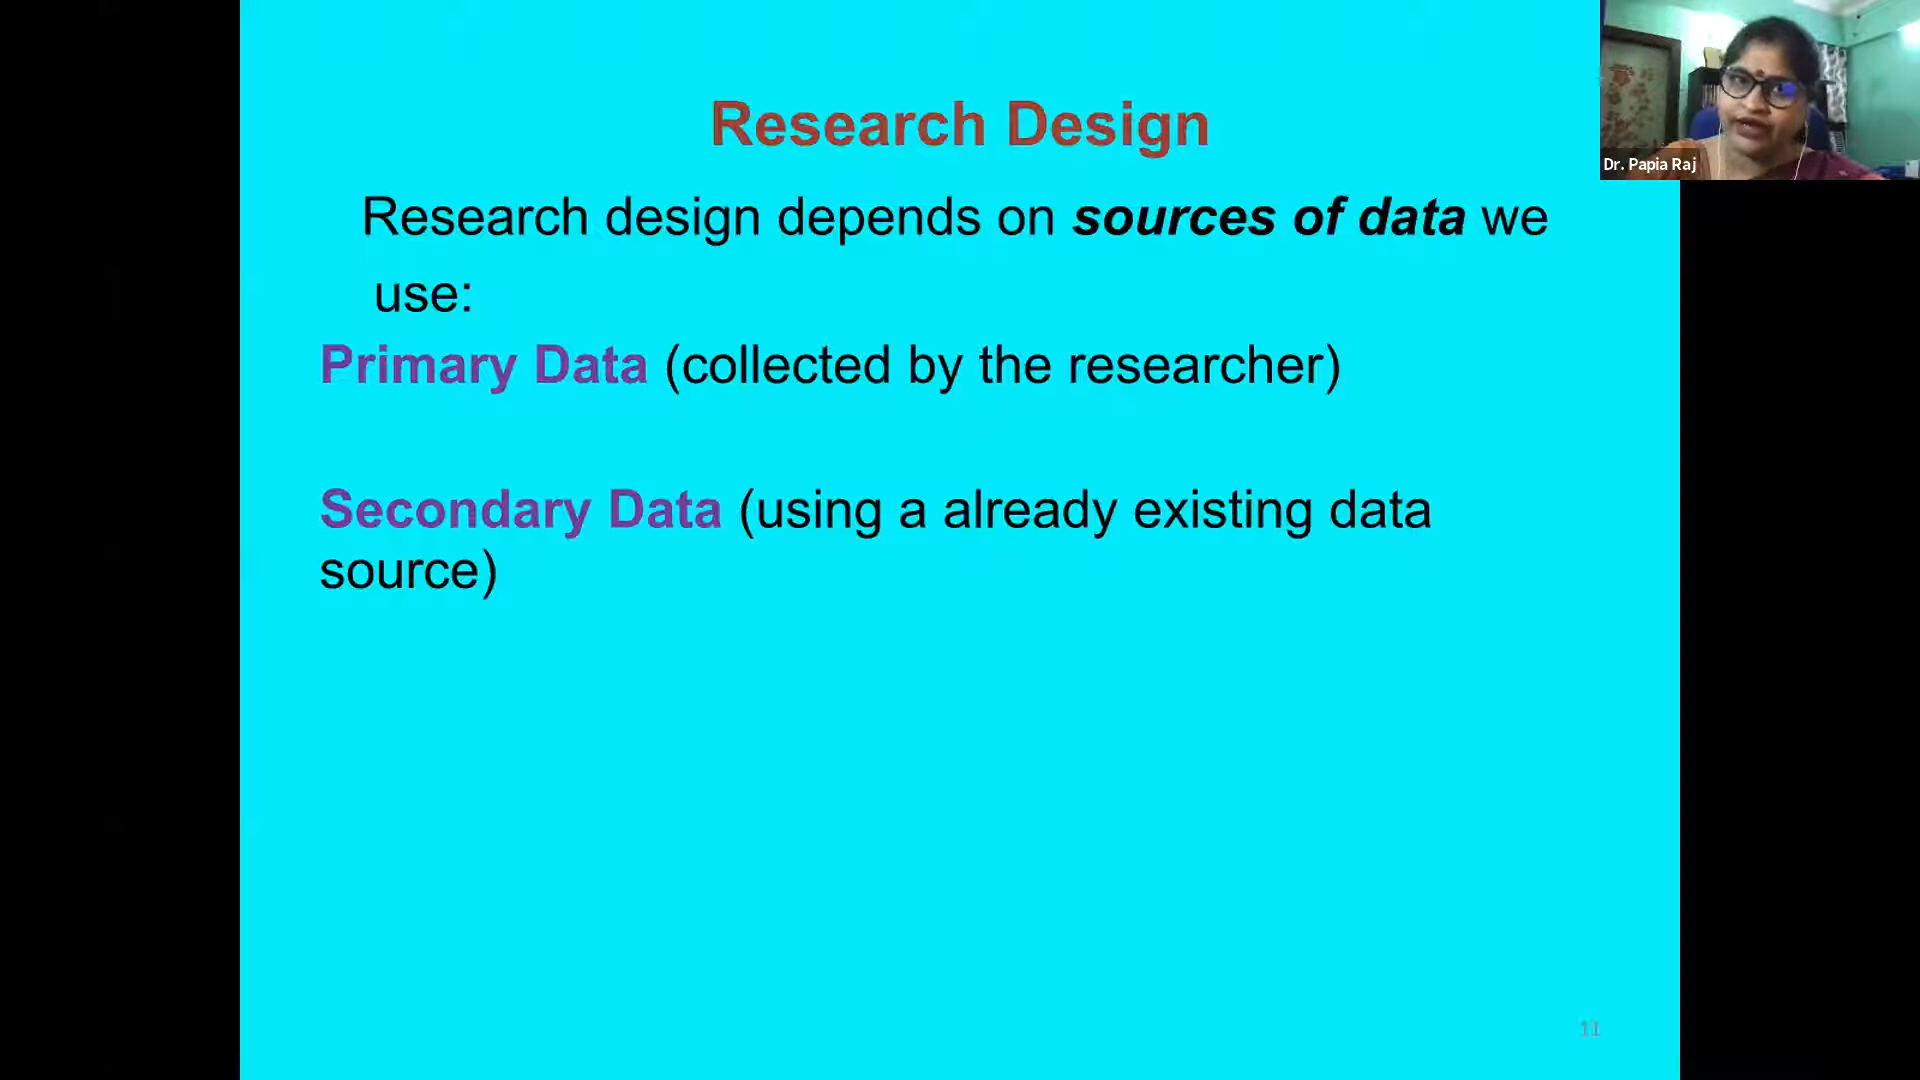 Research Design
Dr. Papia Raj
Research design depends on sources of data we
use:
Primary Data (collected by the researcher)
Secondary Data (using a already existing data
source)
11